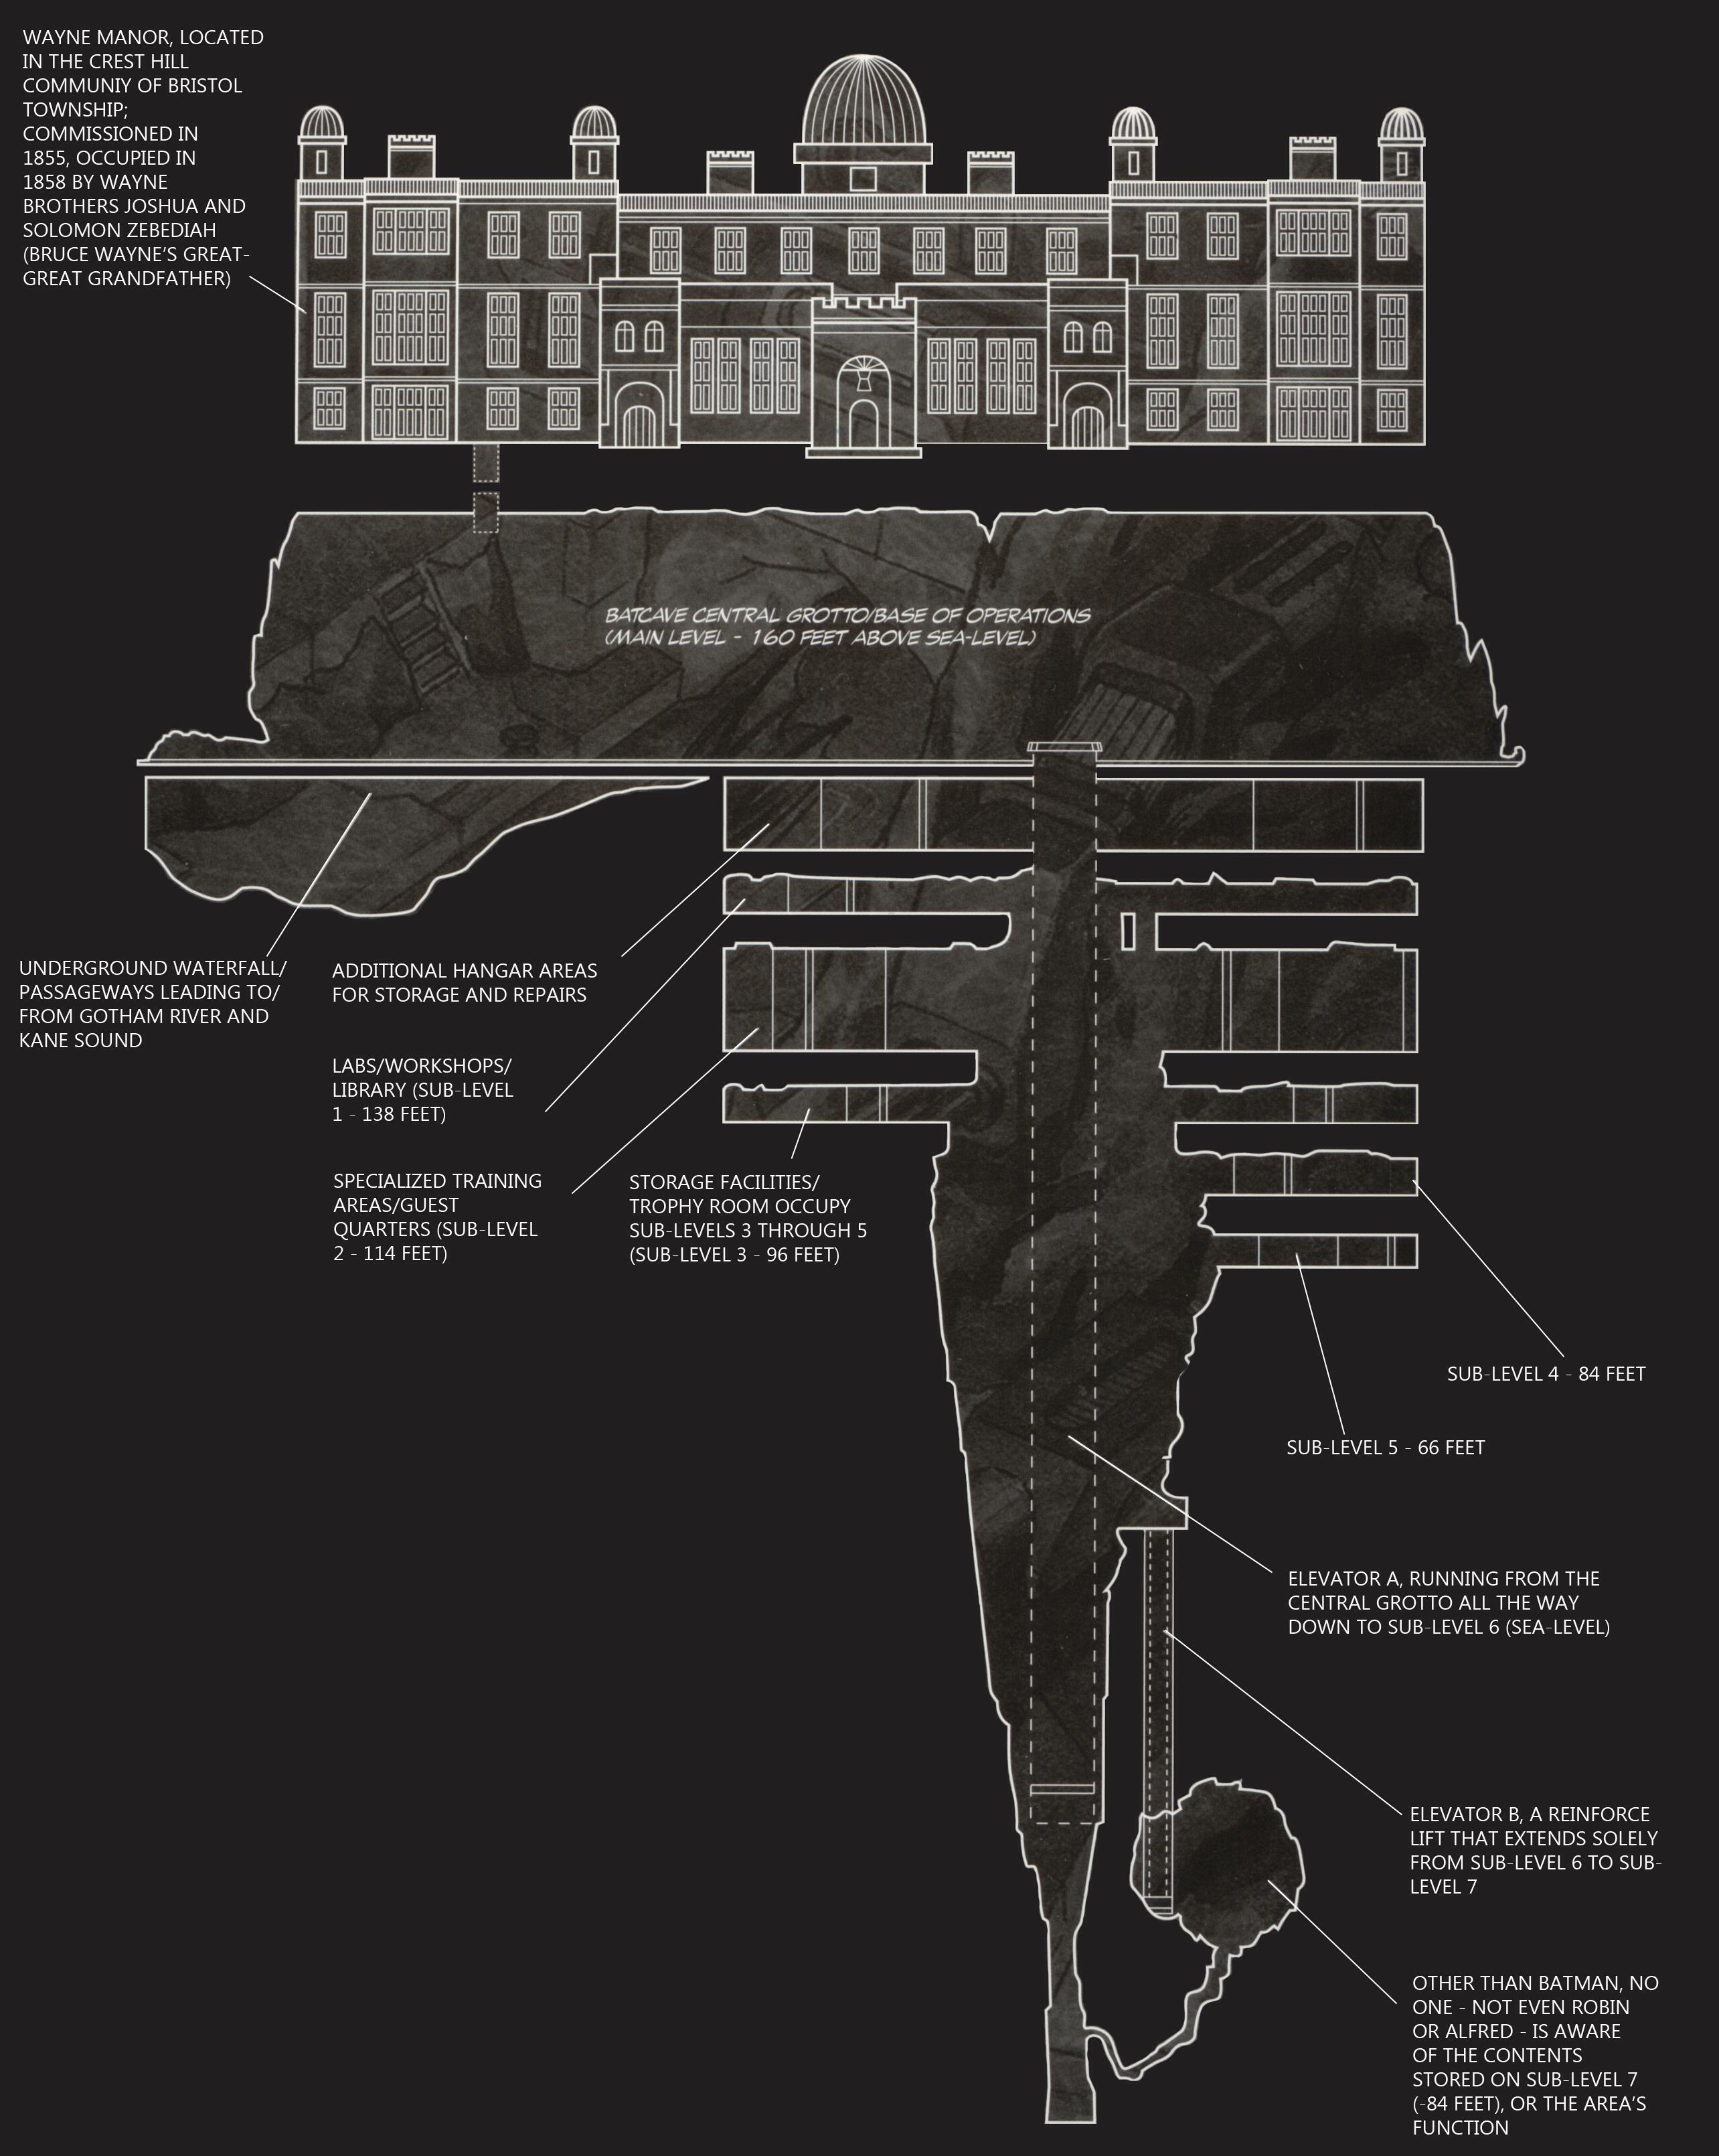 WAYNE MANOR, LOCATED
IN THE CREST HILL
COMMUNIY OF BRISTOL
TOWNSHIP;
COMMISSIONED IN
1855, OCCUPIED IN
1858 BY WAYNE
BROTHERS JOSHUA AND
SOLOMON ZEBEDIAH
(BRUCE WAYNE'S GREAT-
GREAT GRANDFATHER)
BATCAVE CENTRAL GROTTO/BASE OF OPERATIONS
(MAIN LEVEL - 160 FEET ABOVE SEA-LEVEL)
UNDERGROUND WATERFALL/
PASSAGEWAYS LEADING TO/
FROM GOTHAM RIVER AND
KANE SOUND
ADDITIONAL HANGAR AREAS
FOR STORAGE AND REPAIRS
LABS/WORKSHOPS/
LIBRARY (SUB-LEVEL
1 - 138 FEET)
SPECIALIZED TRAINING
AREAS/GUEST
QUARTERS (SUB-LEVEL
2 - 114 FEET)
STORAGE FACILITIES/
TROPHY ROOM OCCUPY
SUB-LEVELS 3 THROUGH 5
(SUB-LEVEL 3 - 96 FEET)
SUB-LEVEL 4 - 84 FEET
SUB-LEVEL 5 - 66 FEET
ELEVATOR A, RUNNING FROM THE
CENTRAL GROTTO ALL THE WAY
DOWN TO SUB-LEVEL 6 (SEA-LEVEL)
ELEVATOR B, A REINFORCE
LIFT THAT EXTENDS SOLELY
FROM SUB-LEVEL 6 TO SUB-
LEVEL 7
OTHER THAN BATMAN, NO
ONE - NOT EVEN ROBIN
OR ALFRED - IS AWARE
OF THE CONTENTS
STORED ON SUB-LEVEL 7
(-84 FEET), OR THE AREA'S
FUNCTION